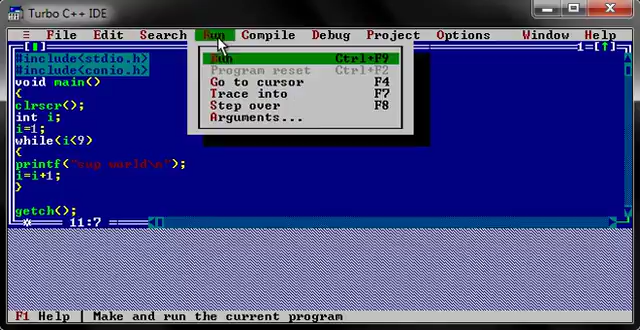 Turbo C++ IDE
≡ File Edit Search Run Compile Debug Project Options Window Help
1=[↑]
#include<stdio.h>
#include<conio.h>
void main()
{
clrscr();
int i;
i=1;
while(i<9)
{
printf("sup world\n");
i=i+1;
}
getch();
Run Ctrl+F9
Program reset Ctrl+F2
Go to cursor F4
Trace into F7
Step over F8
Arguments...
11:7
F1 Help | Make and run the current program